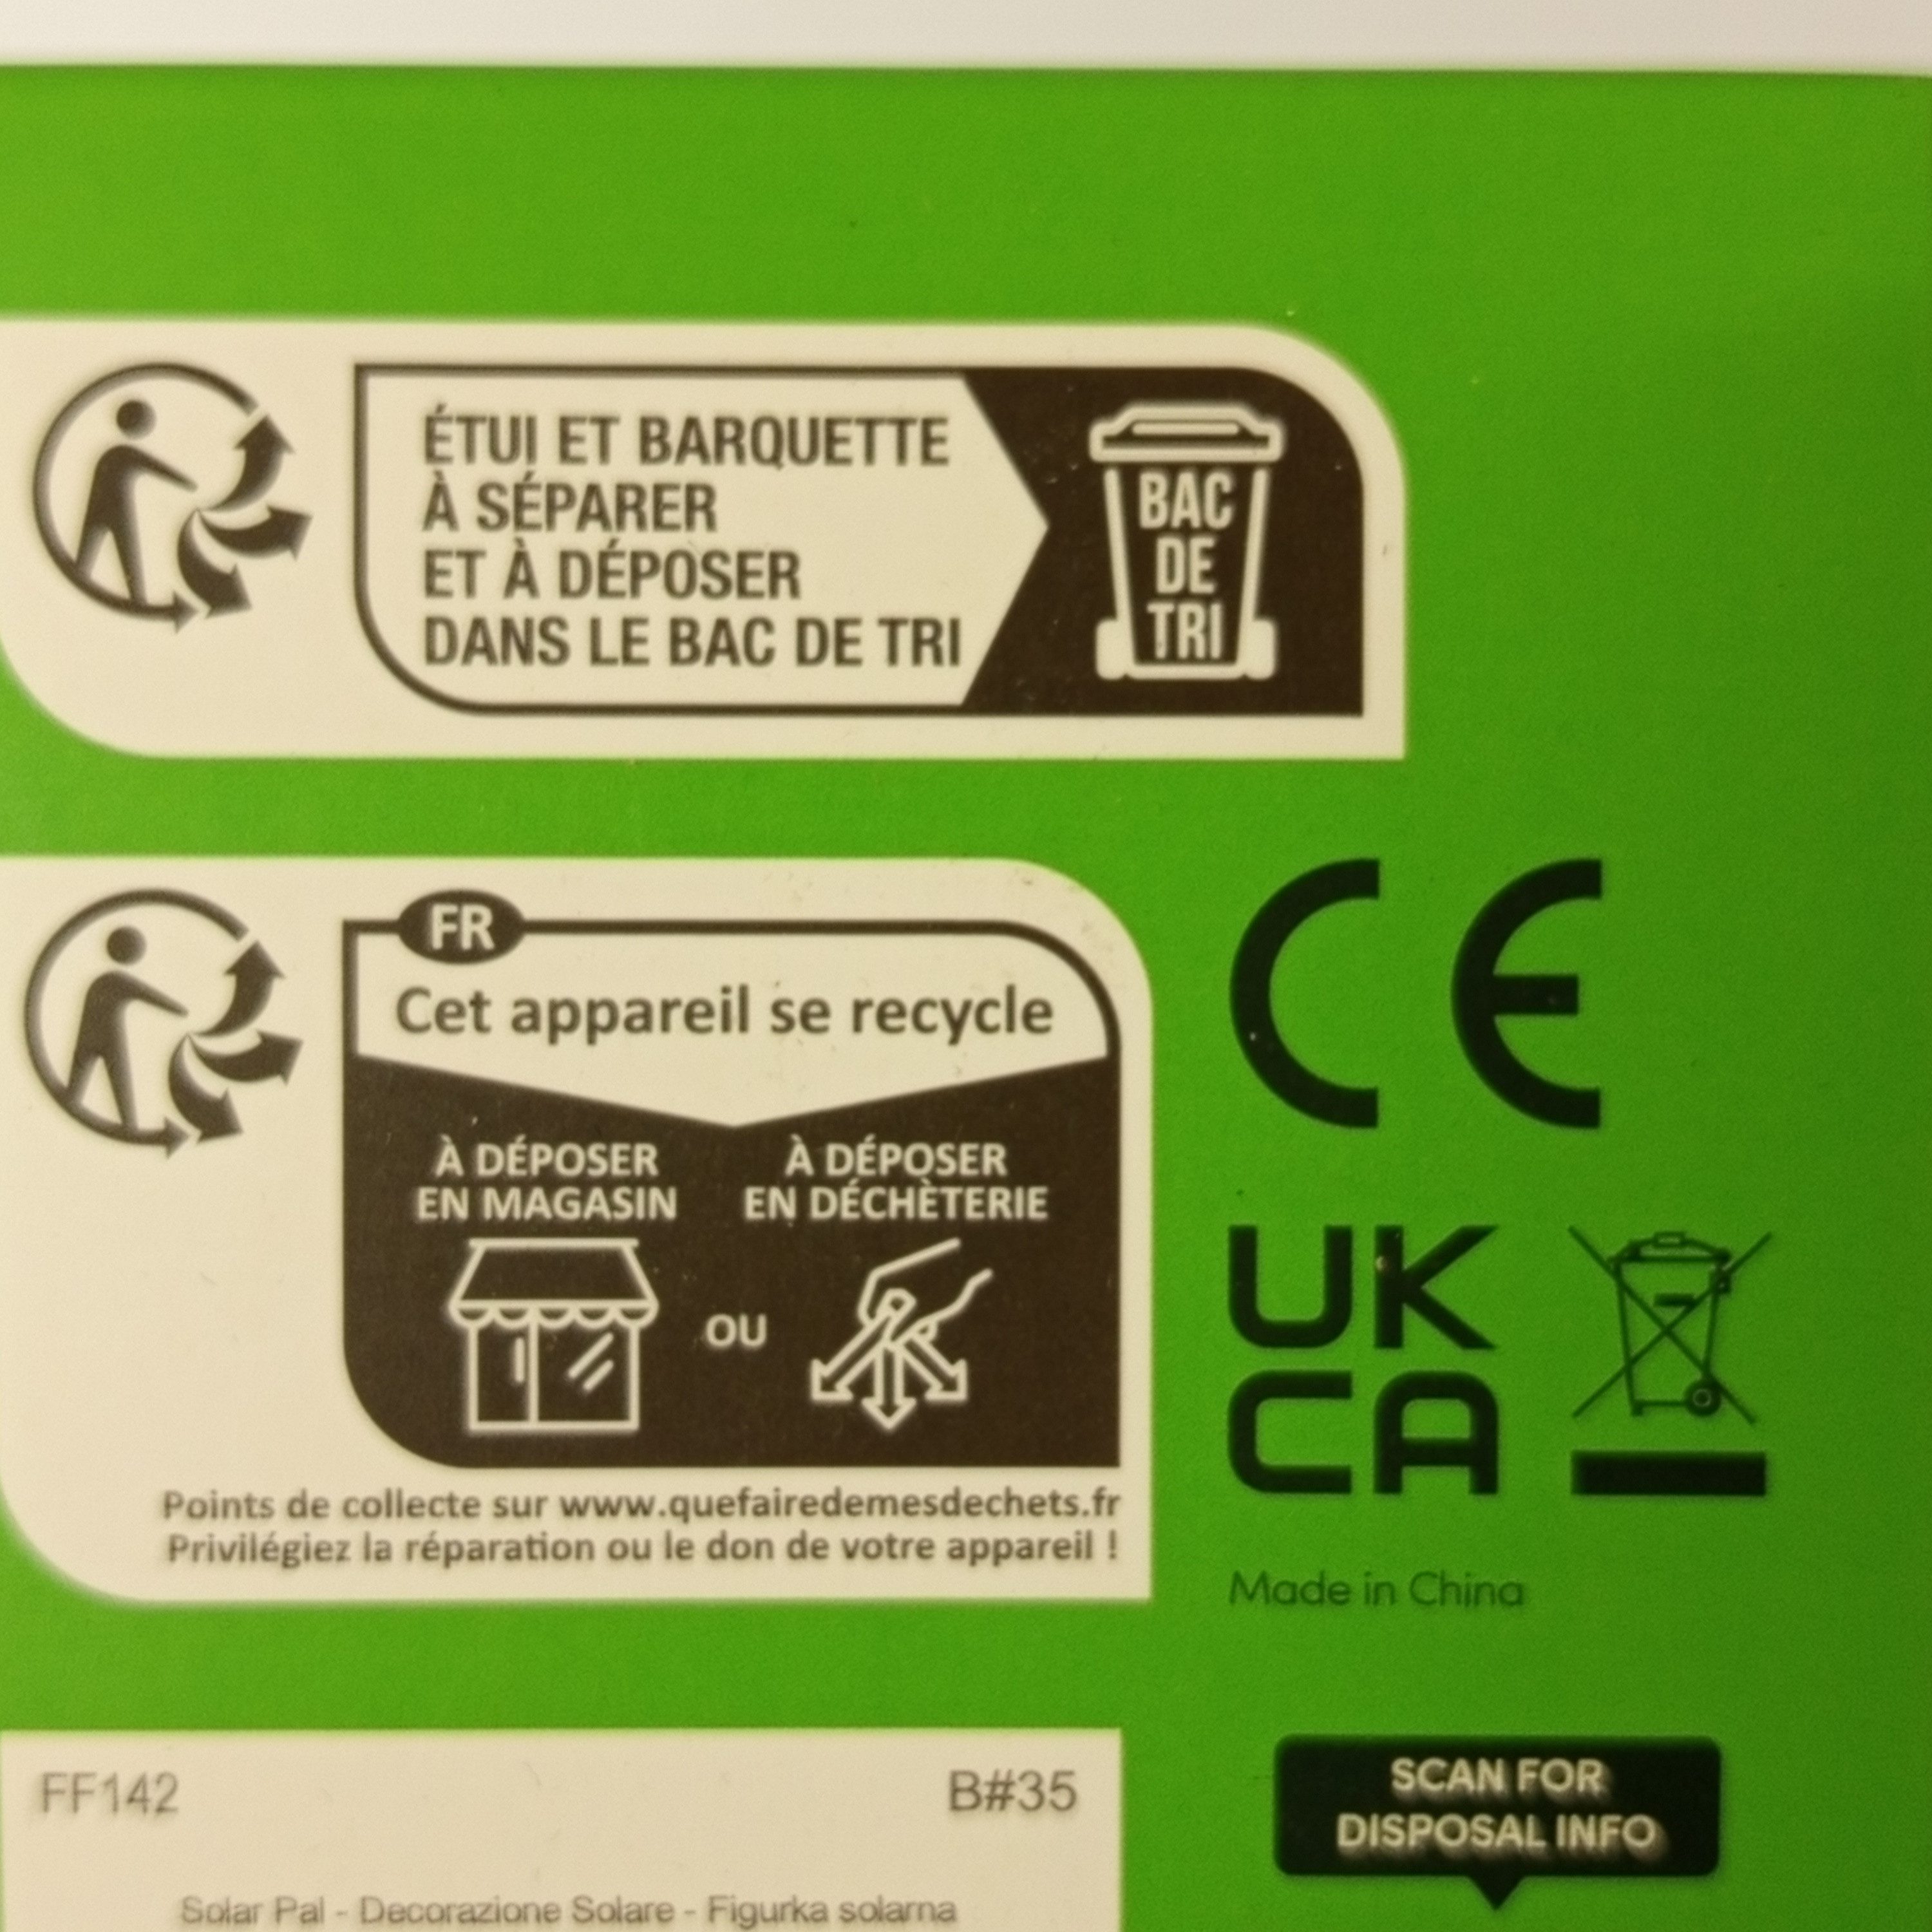 ÉTUI ET BARQUETTE
À SÉPARER
ET À DÉPOSER
DANS LE BAC DE TRI
BAC
DE
TRI
FR
Cet appareil se recycle
À DÉPOSER
EN MAGASIN
OU
À DÉPOSER
EN DÉCHÈTERIE
Points de collecte sur www.quefairedemesdechets.fr
Privilégiez la réparation ou le don de votre appareil !
CE
UK
CA
Made in China
FF142
B#35
Solar Pal - Decorazione Solare - Figurka solarna
SCAN FOR
DISPOSAL INFO